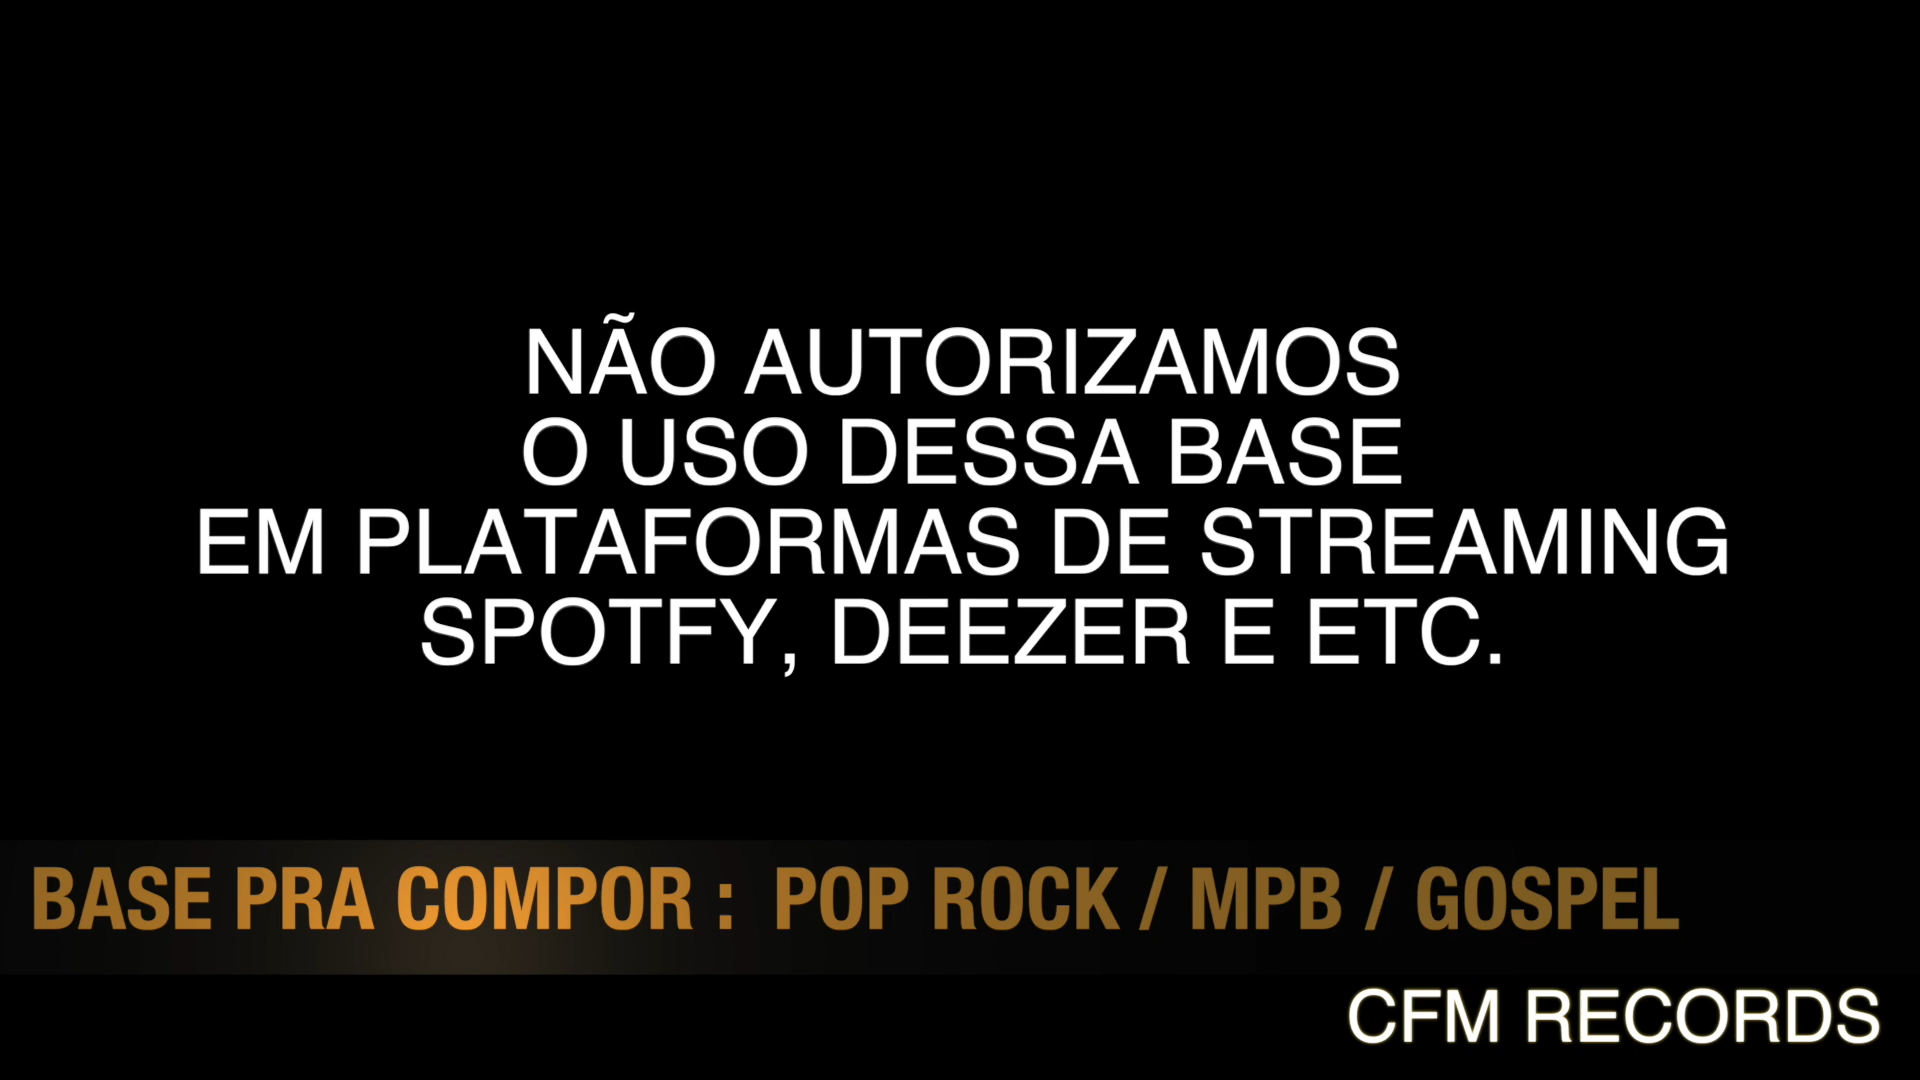 NÃO AUTORIZAMOS
O USO DESSA BASE
EM PLATAFORMAS DE STREAMING
SPOTFY, DEEZER E ETC.
BASE PRA COMPOR : POP ROCK / MPB / GOSPEL
CFM RECORDS